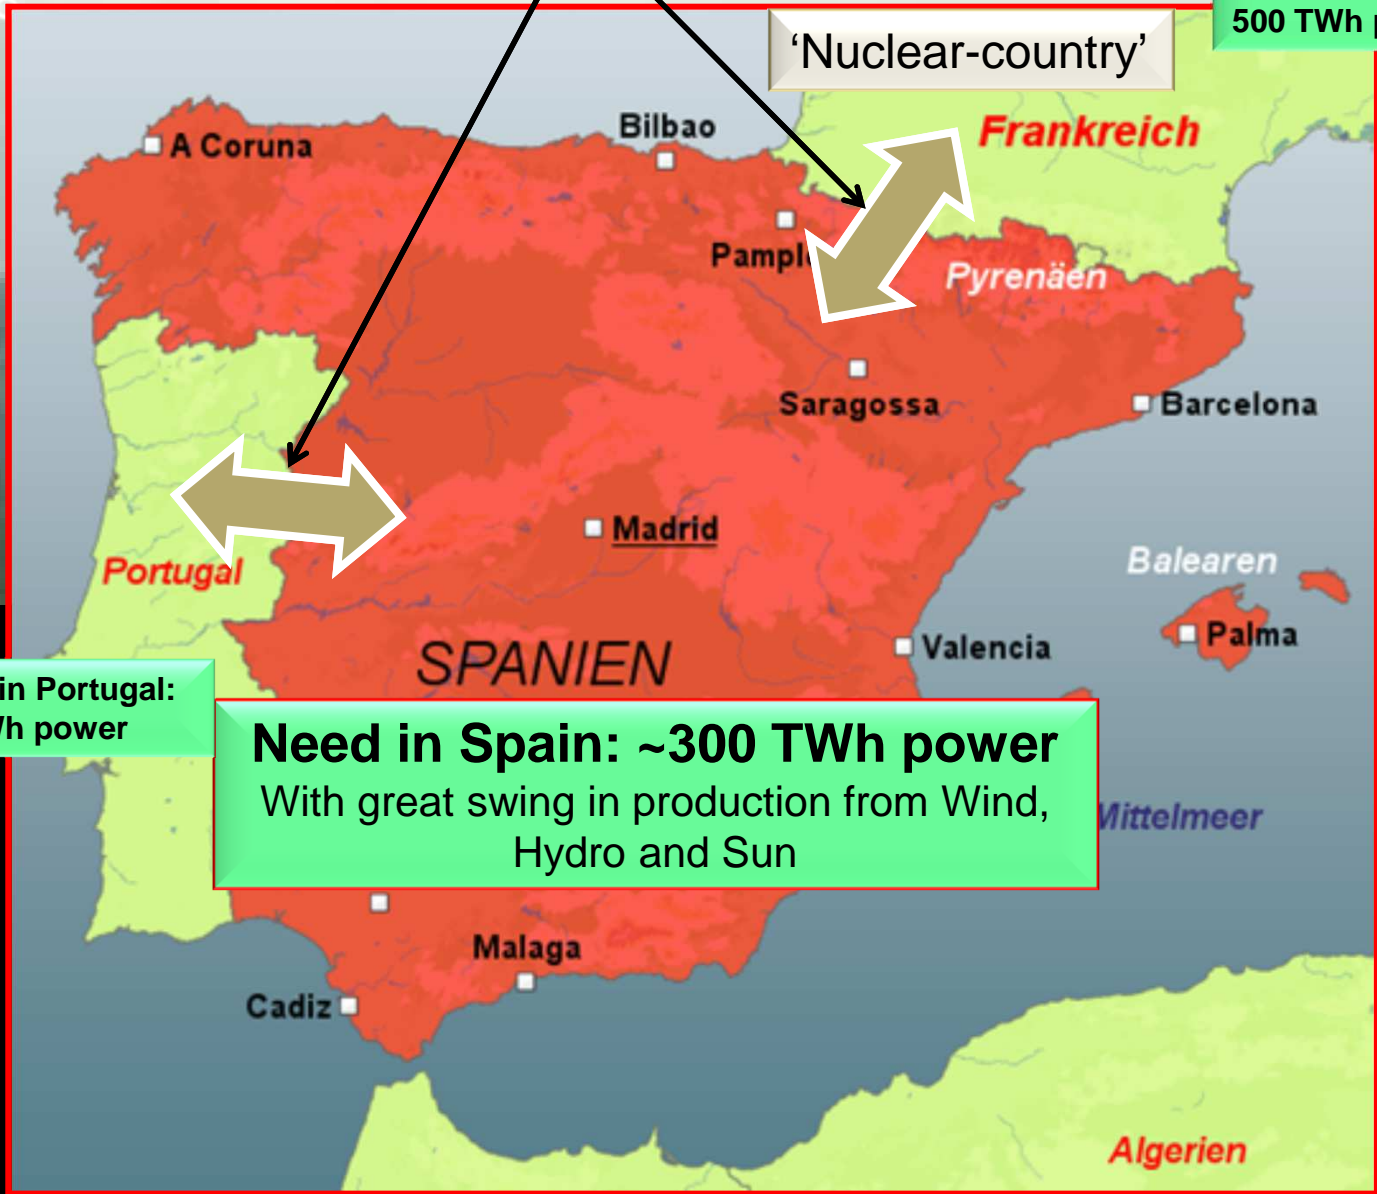 500 TWh
‘Nuclear-country’
Frankreich
Bilbao
A Coruna
Pyrenäen
Saragossa
Barcelona
Madrid
Balearen
Portugal
Palma
Valencia
SPANIEN
in Portugal:
power
Need in Spain: ~300 TWh power
With great swing in production from Wind,
Hydro and Sun
Mittelmeer
Malaga
Cadiz
Algerien